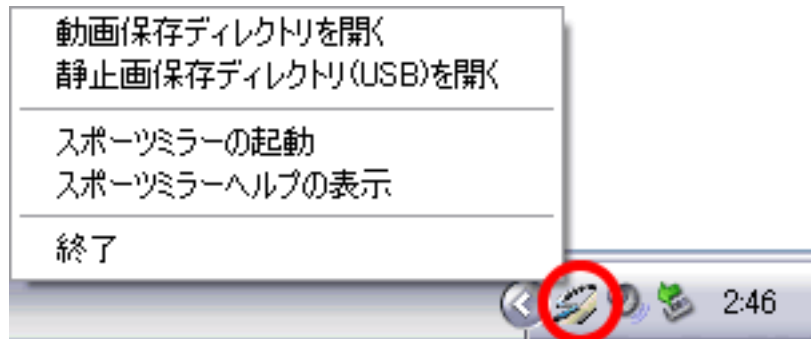 動画保存ディレクトリを開く
静止画保存ディレクトリ(USB)を開く
スポーツミラーの起動
スポーツミラーヘルプの表示
終了
2:46